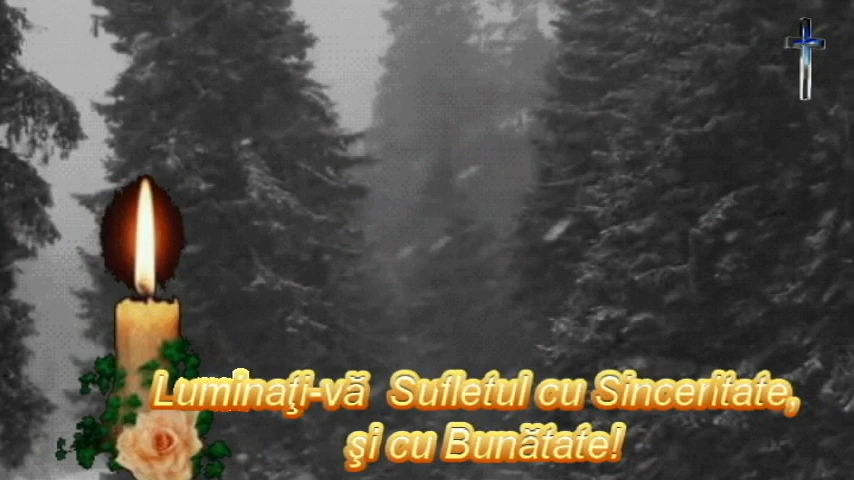 Luminaţi-vă Sufletul cu Sinceritate,
şi cu Bunătate!